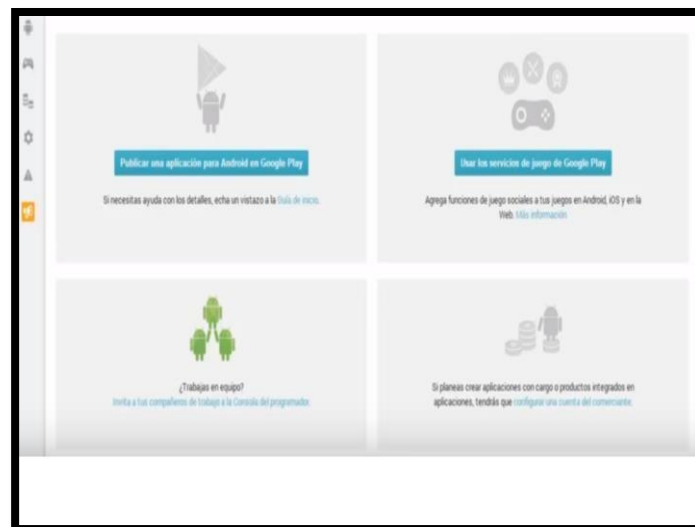 Publicar una aplicación para Android en Google Play
Si necesitas ayuda con los detalles, echa un vistazo a la Guía de inicio.
Usar los servicios de juego de Google Play
Agrega funciones de juego sociales a tus juegos en Android, iOS y en la
Web. Más información
¿Trabajas en equipo?
Invita a tus compañeros de trabajo a la Consola del programador.
Si planeas crear aplicaciones con cargo o productos integrados en
aplicaciones, tendrás que configurar una cuenta del comerciante.